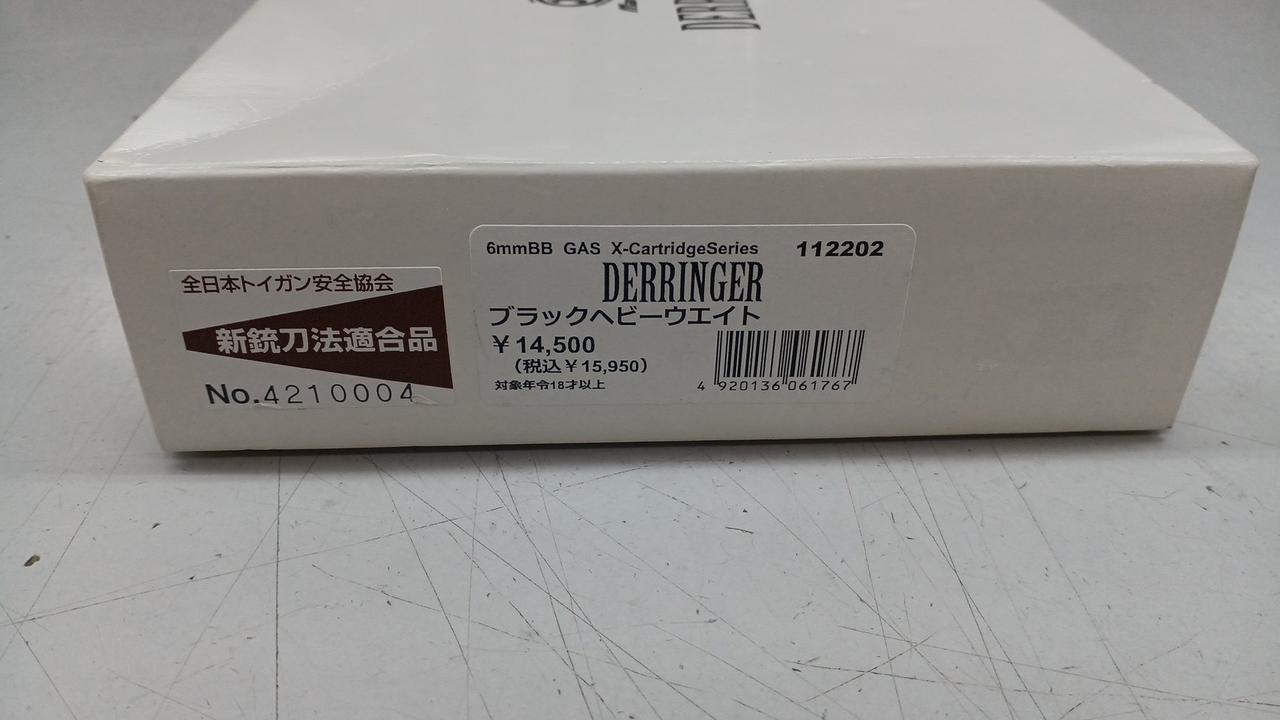 全日本トイガン安全協会
新銃刀法適合品
No.4210004
6mmBB GAS X-CartridgeSeries 112202
DERRINGER
ブラックヘビーウエイト
￥14,500
(税込￥15,950)
対象年令18才以上
4 920136 061767